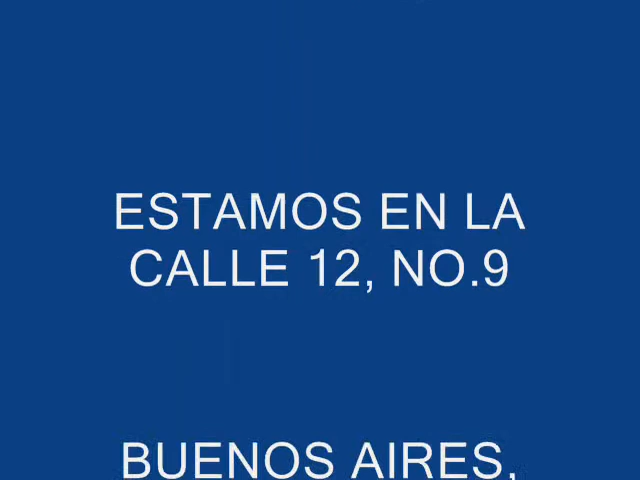 ESTAMOS EN LA
CALLE 12, NO.9
BUENOS AIRES,